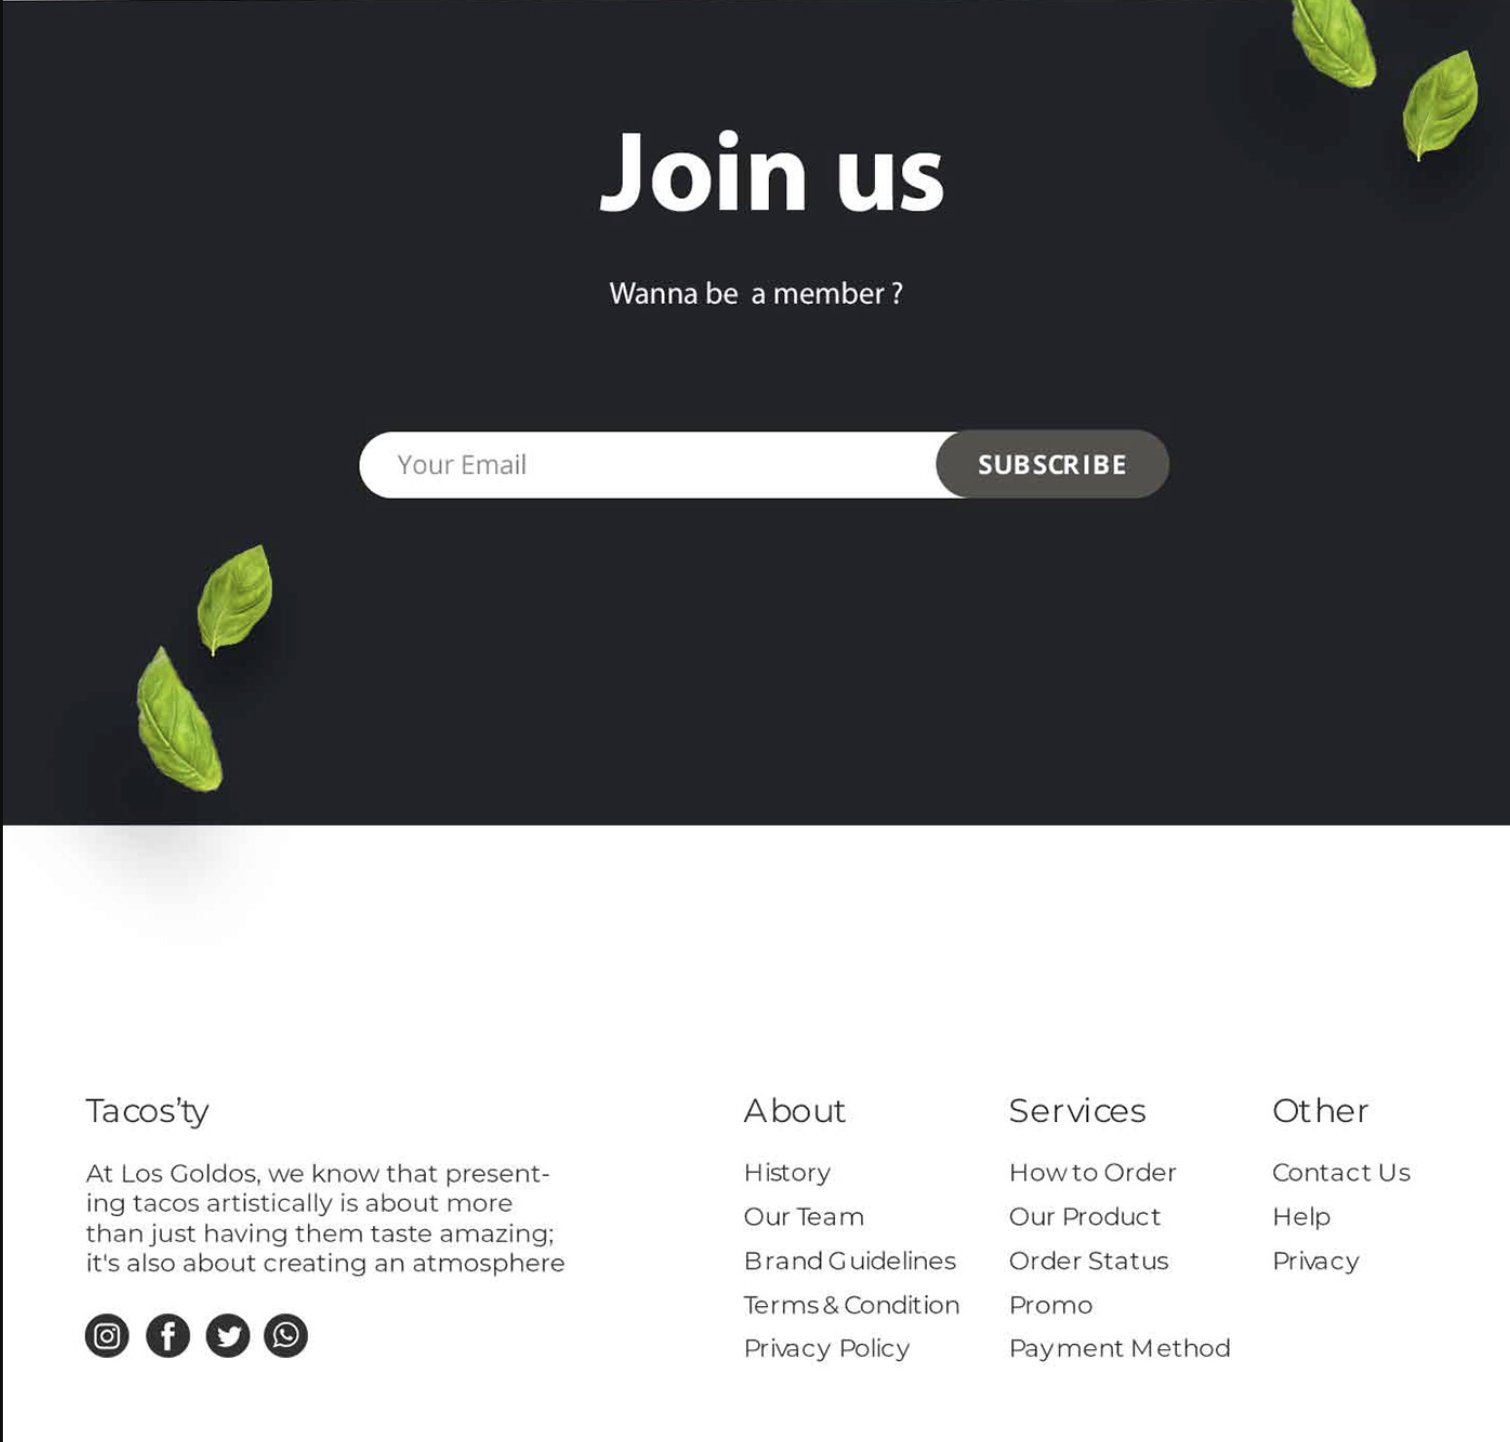 Join us
Wanna be a member ?
Your Email
SUBSCRIBE
Tacos'ty
At Los Goldos, we know that present-
ing tacos artistically is about more
than just having them taste amazing;
it's also about creating an atmosphere
About
History
Our Team
Brand Guidelines
Terms & Condition
Privacy Policy
Services
How to Order
Our Product
Order Status
Promo
Payment Method
Other
Contact Us
Help
Privacy